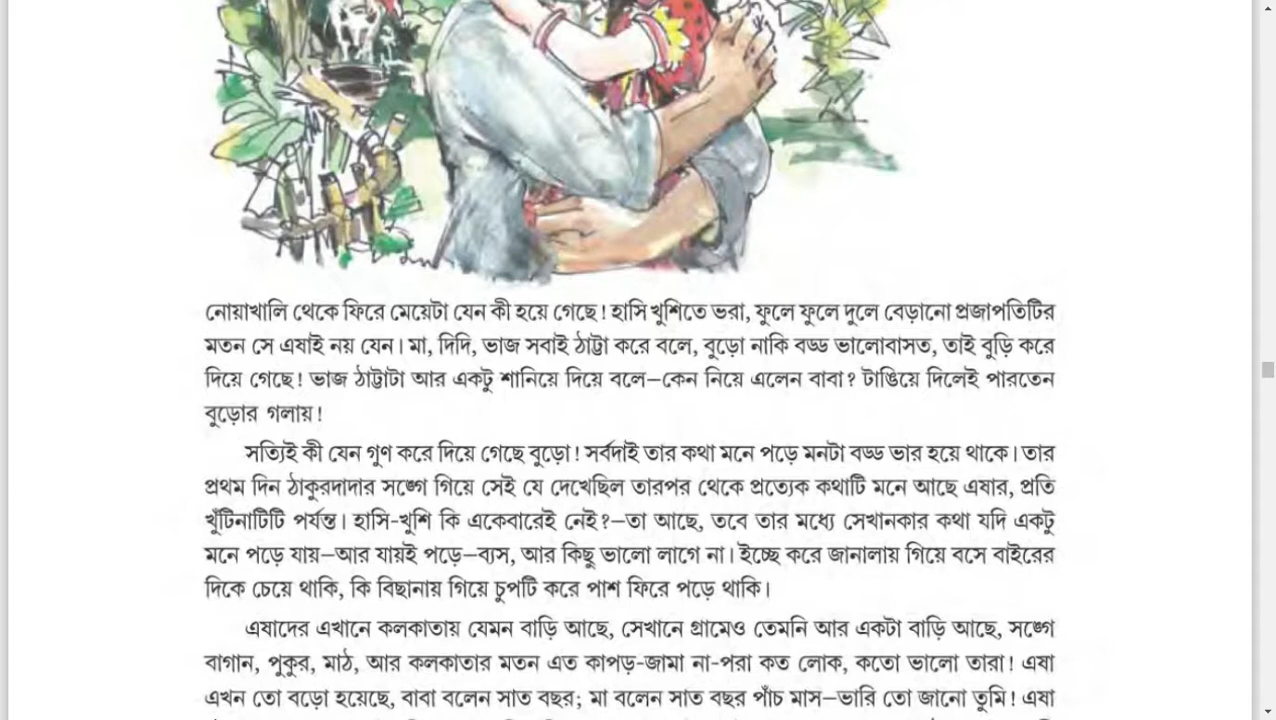 নোয়াখালি থেকে ফিরে মেয়েটা যেন কী হয়ে গেছে! হাসি খুশিতে ভরা, ফুলে ফুলে দুলে বেড়ানো প্রজাপতিটির
মতন সে এষাই নয় যেন। মা, দিদি, ভাজ সবাই ঠাট্টা করে বলে, বুড়ো নাকি বড্ড ভালোবাসত, তাই বুড়ি করে
দিয়ে গেছে! ভাজ ঠাট্টাটা আর একটু শানিয়ে দিয়ে বলে—কেন নিয়ে এলেন বাবা? টাঙিয়ে দিলেই পারতেন
বুড়োর গলায়!
সত্যিই কী যেন গুণ করে দিয়ে গেছে বুড়ো! সর্বদাই তার কথা মনে পড়ে মনটা বড্ড ভার হয়ে থাকে। তার
প্রথম দিন ঠাকুরদাদার সঙ্গে গিয়ে সেই যে দেখেছিল তারপর থেকে প্রত্যেক কথাটি মনে আছে এষার, প্রতি
খুঁটিনাটিটি পর্যন্ত। হাসি-খুশি কি একেবারেই নেই?—তা আছে, তবে তার মধ্যে সেখানকার কথা যদি একটু
মনে পড়ে যায়—আর যায়ই পড়ে—ব্যস, আর কিছু ভালো লাগে না। ইচ্ছে করে জানালায় গিয়ে বসে বাইরের
দিকে চেয়ে থাকি, কি বিছানায় গিয়ে চুপটি করে পাশ ফিরে পড়ে থাকি।
এষাদের এখানে কলকাতায় যেমন বাড়ি আছে, সেখানে গ্রামেও তেমনি আর একটা বাড়ি আছে, সঙ্গে
বাগান, পুকুর, মাঠ, আর কলকাতার মতন এত কাপড়-জামা না-পরা কত লোক, কতো ভালো তারা! এষা
এখন তো বড়ো হয়েছে, বাবা বলেন সাত বছর; মা বলেন সাত বছর পাঁচ মাস—ভারি তো জানো তুমি! এষা